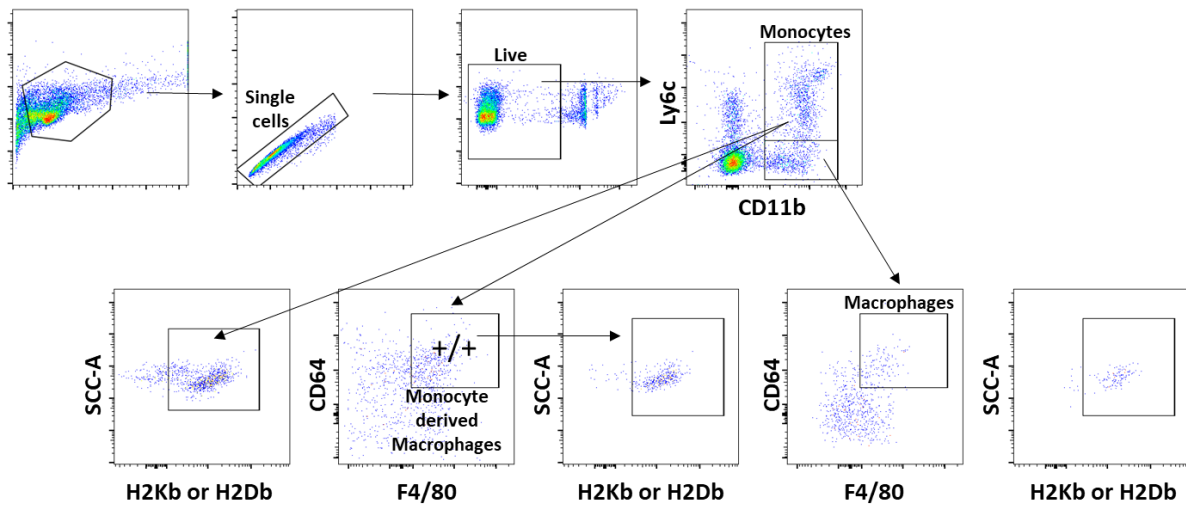 Single
cells
Live
Monocytes
Ly6c
CD11b
SCC-A
H2Kb or H2Db
CD64
+/+
Monocyte
derived
Macrophages
F4/80
SCC-A
H2Kb or H2Db
Macrophages
CD64
F4/80
SCC-A
H2Kb or H2Db